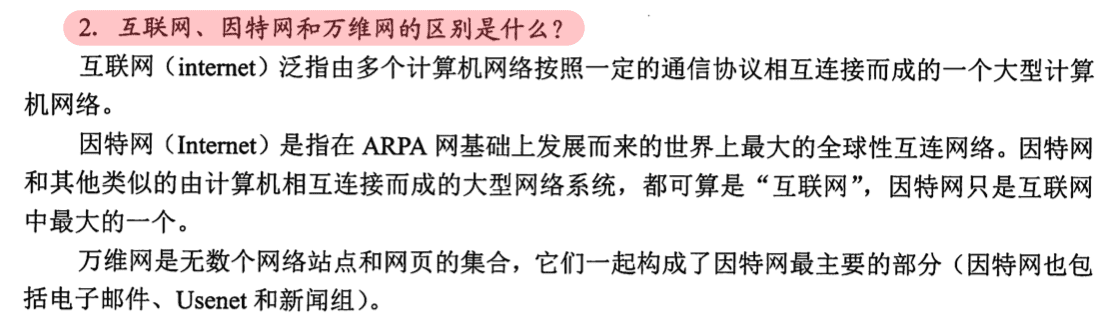 2. 互联网、因特网和万维网的区别是什么？
互联网（internet）泛指由多个计算机网络按照一定的通信协议相互连接而成的一个大型计算
机网络。
因特网（Internet）是指在 ARPA 网基础上发展而来的世界上最大的全球性互连网络。因特网
和其他类似的由计算机相互连接而成的大型网络系统，都可算是“互联网”，因特网只是互联网
中最大的一个。
万维网是无数个网络站点和网页的集合，它们一起构成了因特网最主要的部分（因特网也包
括电子邮件、Usenet 和新闻组）。